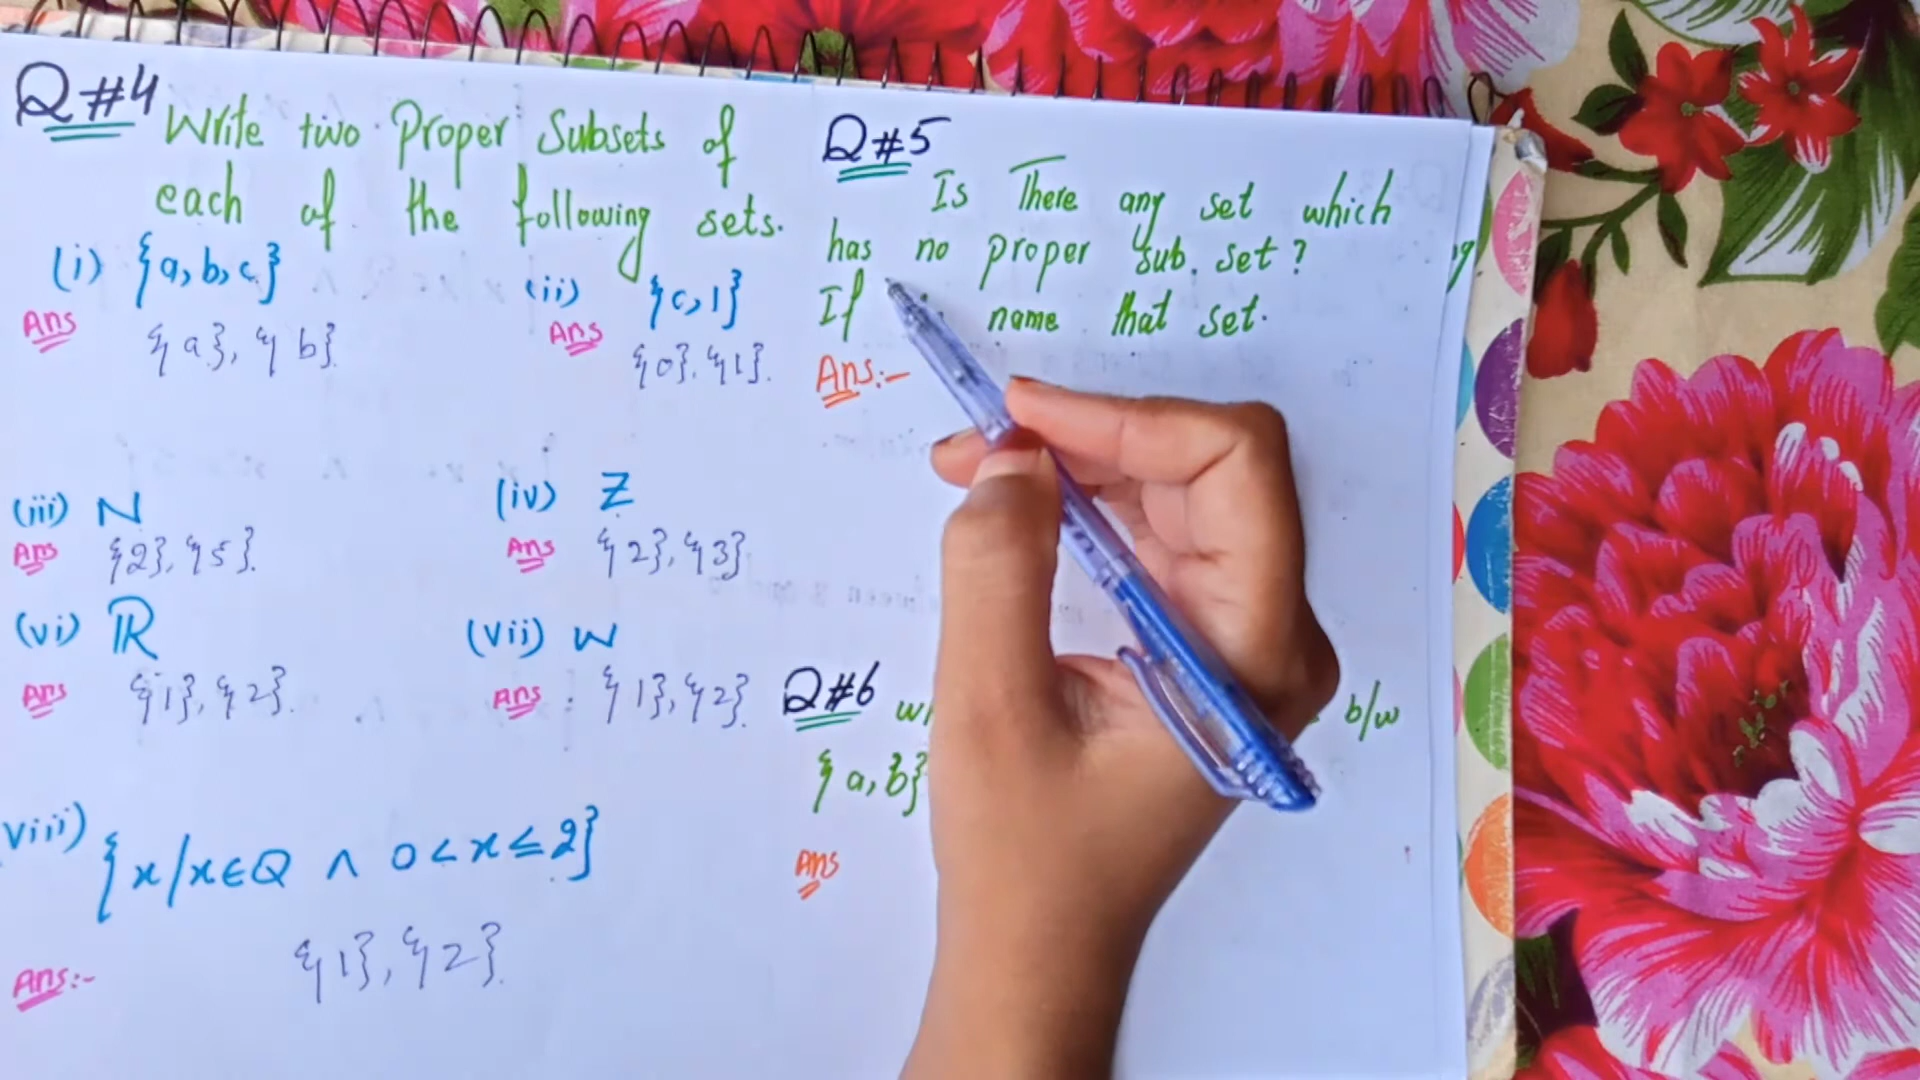 Q#4
Write two Proper Subsets of
each of the following sets.
(i) {a,b,c}
Ans {a}, {b}.
(ii) {c,1}
Ans {0}. {1}.
(iii) N
Ans {2}, {5}.
(iv) Z
Ans {2}, {3}
(vi) R
Ans {1}, {2}.
(vii) W
Ans {1}, {2}.
viii) {x/x∈Q ∧ 0<x≤2}
Ans:- {1}, {2}.
Q#5
Is There any set which
has no proper sub. set?
If name that set.
Ans:-
Q#6 b/w
{a,b}
Ans